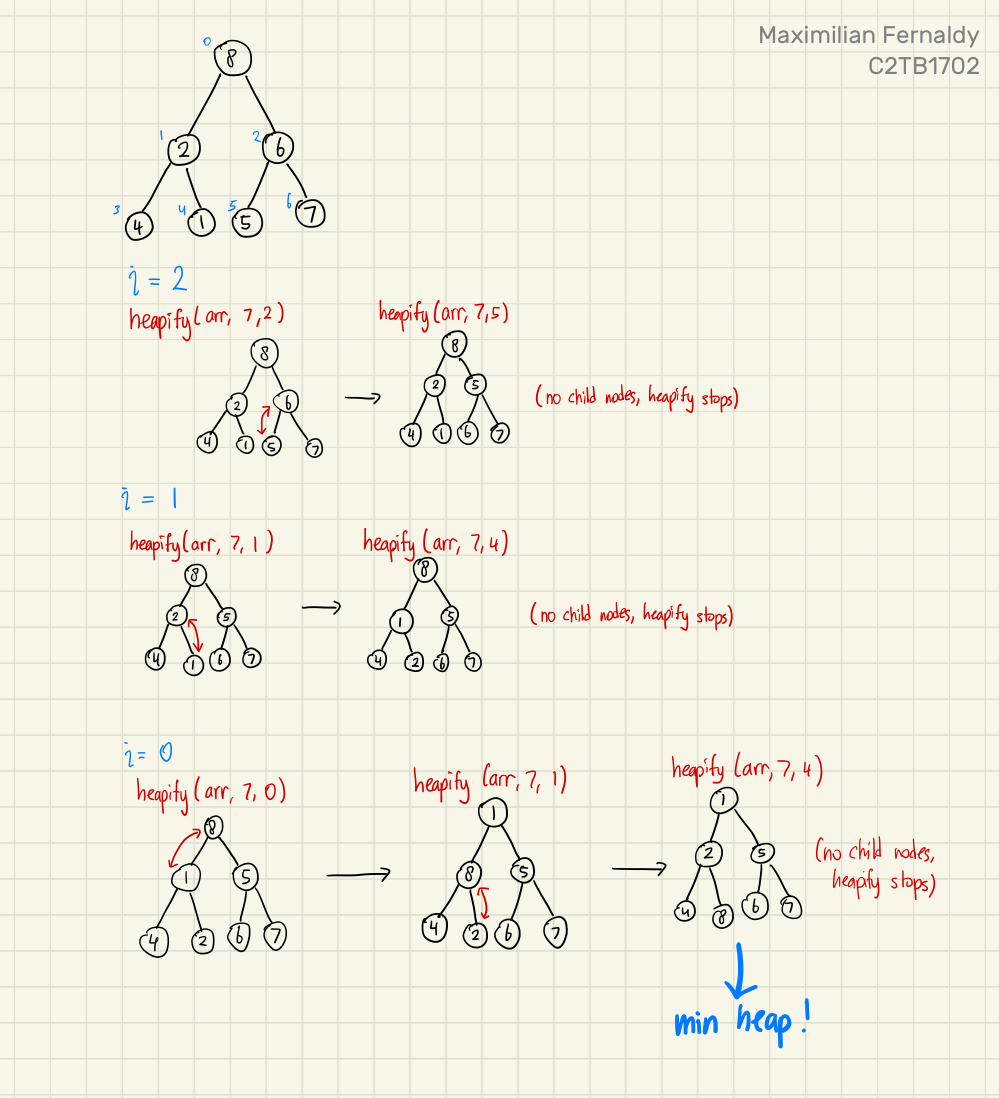 Maximilian Fernaldy
C2TB1702
0
8
1 2
2 6
3 4 5 6
4 1 5 7
i = 2
heapify(arr, 7,2) heapify(arr, 7,5)
8 8
2 6 2 5
4 1 5 7 4 1 6 7
(no child nodes, heapify stops)
i = 1
heapify(arr, 7, 1) heapify(arr, 7,4)
8 8
2 5 1 5
4 1 6 7 4 2 6 7
(no child nodes, heapify stops)
i= 0
heapify(arr, 7, 0) heapify (arr, 7, 1) heapify (arr, 7, 4)
8 1 1
1 5 8 5 2 5
4 2 6 7 4 2 6 7 4 8 6 7
(no child nodes,
heapify stops)
min heap!